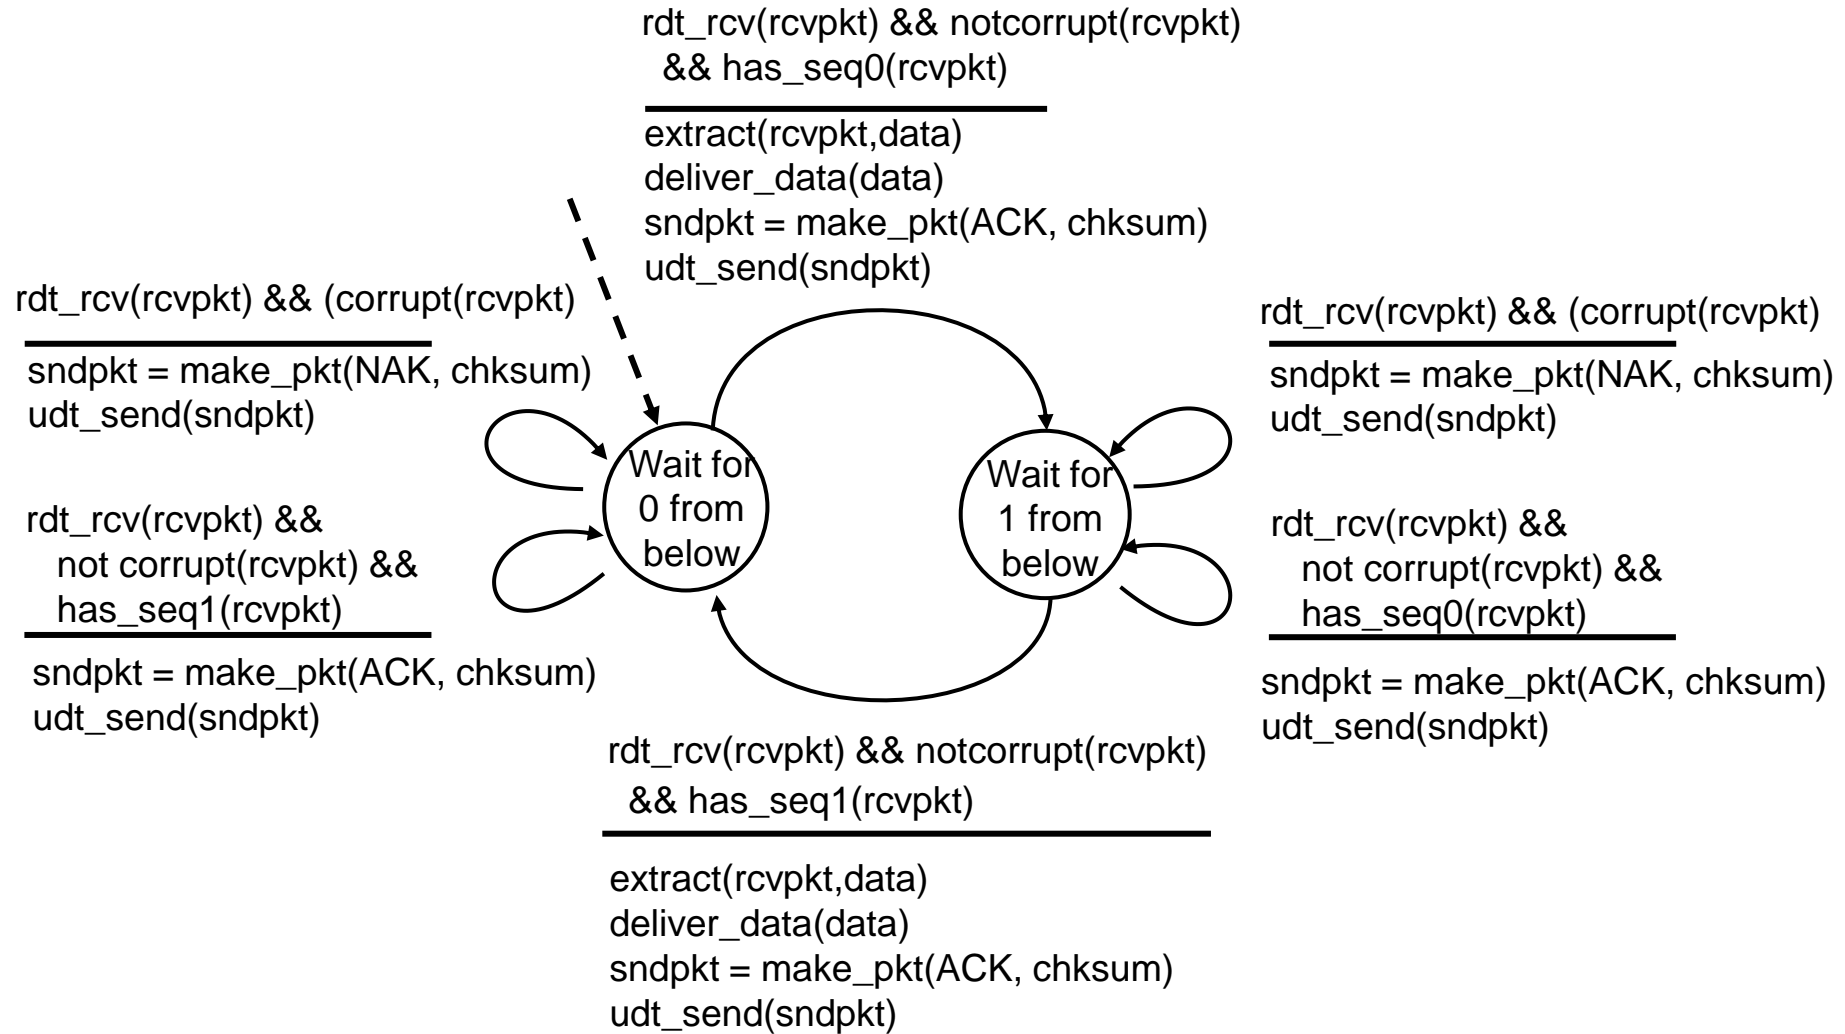 rdt_rcv(rcvpkt) && notcorrupt(rcvpkt)
&& has_seq0(rcvpkt)
extract(rcvpkt,data)
deliver_data(data)
sndpkt = make_pkt(ACK, chksum)
udt_send(sndpkt)
rdt_rcv(rcvpkt) && (corrupt(rcvpkt)
sndpkt = make_pkt(NAK, chksum)
udt_send(sndpkt)
rdt_rcv(rcvpkt) &&
not corrupt(rcvpkt) &&
has_seq1(rcvpkt)
sndpkt = make_pkt(ACK, chksum)
udt_send(sndpkt)
Wait for
0 from
below
Wait for
1 from
below
rdt_rcv(rcvpkt) && (corrupt(rcvpkt)
sndpkt = make_pkt(NAK, chksum)
udt_send(sndpkt)
rdt_rcv(rcvpkt) &&
not corrupt(rcvpkt) &&
has_seq0(rcvpkt)
sndpkt = make_pkt(ACK, chksum)
udt_send(sndpkt)
rdt_rcv(rcvpkt) && notcorrupt(rcvpkt)
&& has_seq1(rcvpkt)
extract(rcvpkt,data)
deliver_data(data)
sndpkt = make_pkt(ACK, chksum)
udt_send(sndpkt)